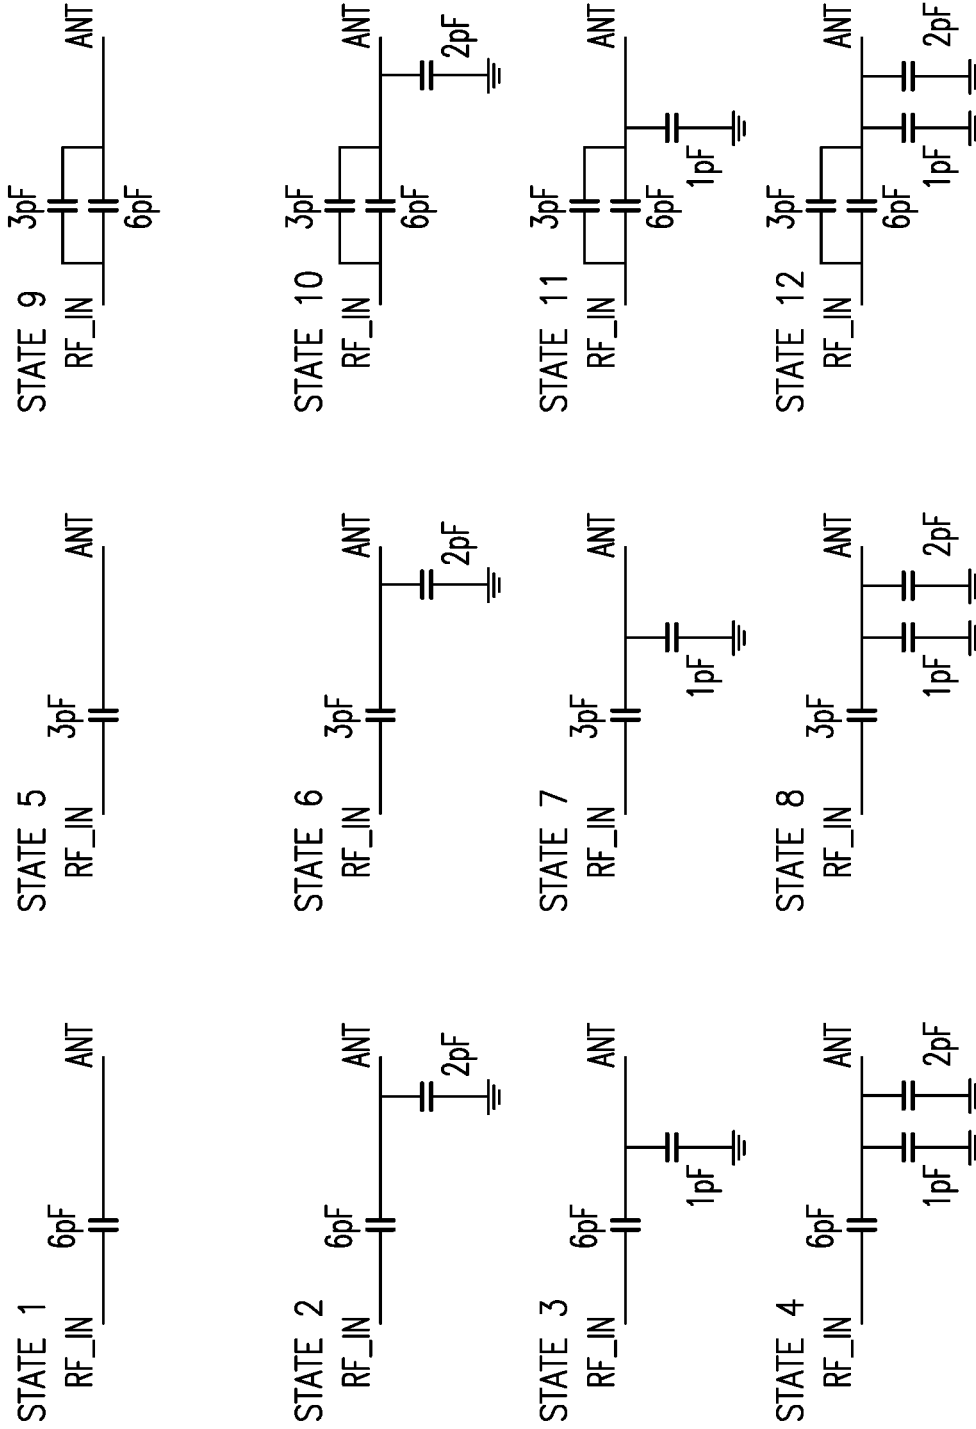 STATE 1
RF_IN
6pF
ANT
STATE 2
RF_IN
6pF
ANT
2pF
STATE 3
RF_IN
6pF
ANT
1pF
STATE 4
RF_IN
6pF
ANT
1pF
2pF
STATE 5
RF_IN
3pF
ANT
STATE 6
RF_IN
3pF
ANT
2pF
STATE 7
RF_IN
3pF
ANT
1pF
STATE 8
RF_IN
3pF
ANT
1pF
2pF
STATE 9
RF_IN
3pF
6pF
ANT
STATE 10
RF_IN
3pF
6pF
ANT
2pF
STATE 11
RF_IN
3pF
6pF
ANT
1pF
STATE 12
RF_IN
3pF
6pF
ANT
1pF
2pF